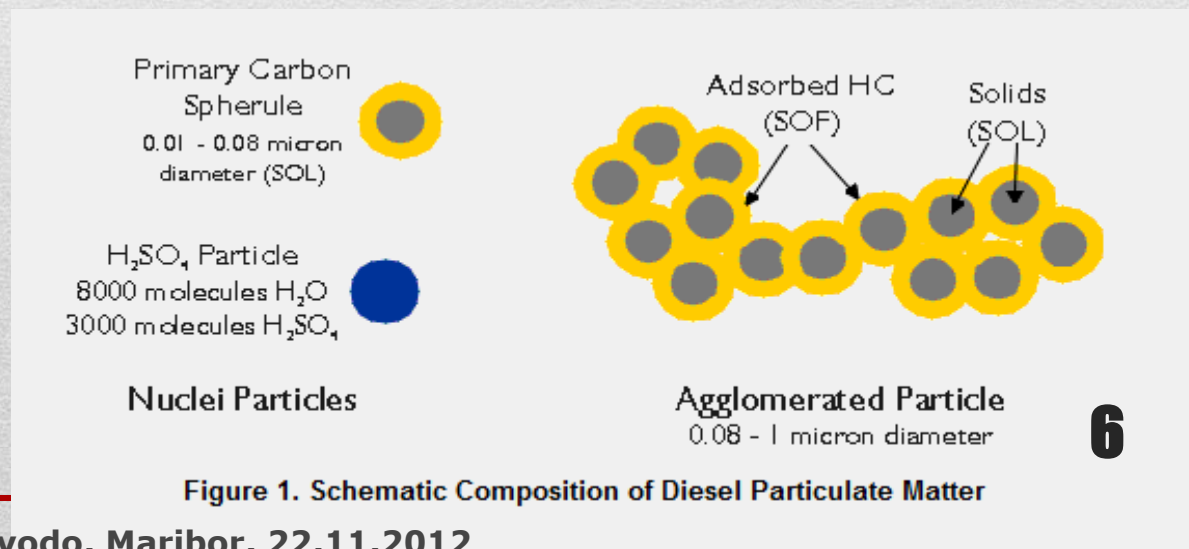 Primary Carbon
Spherule
0.01 - 0.08 micron
diameter (SOL)
H₂SO₄ Particle
8000 molecules H₂O
3000 molecules H₂SO₄
Nuclei Particles
Adsorbed HC
(SOF)
Solids
(SOL)
Agglomerated Particle
0.08 - 1 micron diameter
6
Figure 1. Schematic Composition of Diesel Particulate Matter
Maribor, 22.11.2012